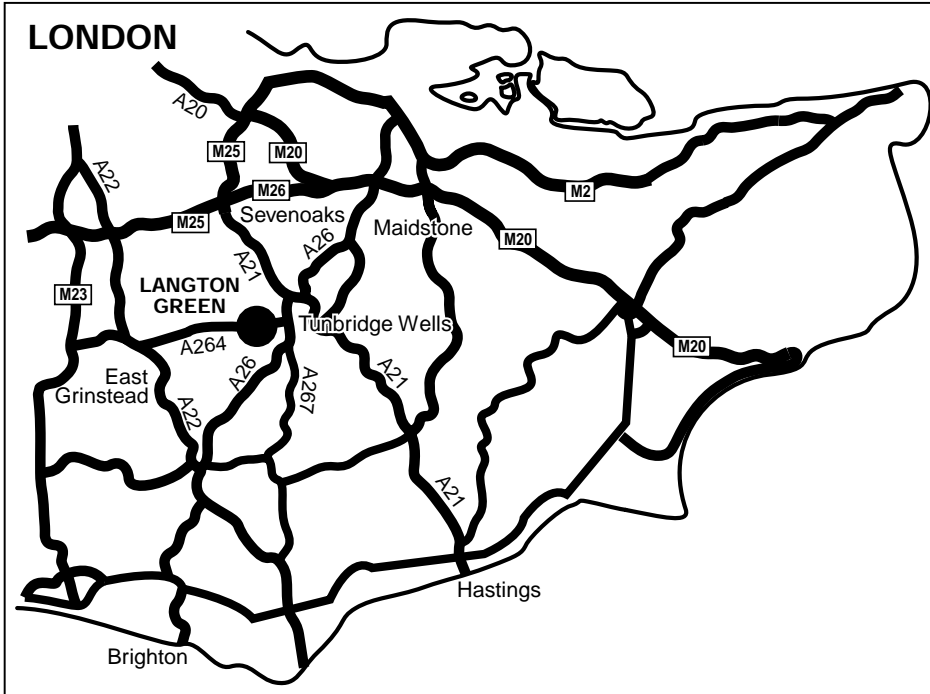 LONDON
A20
A22
M25
M20
M26
M2
Sevenoaks
M25
Maidstone
A26
M20
A21
M23
LANGTON
GREEN
Tunbridge Wells
A264
M20
East
Grinstead
A26
A267
A21
A22
A21
Hastings
Brighton